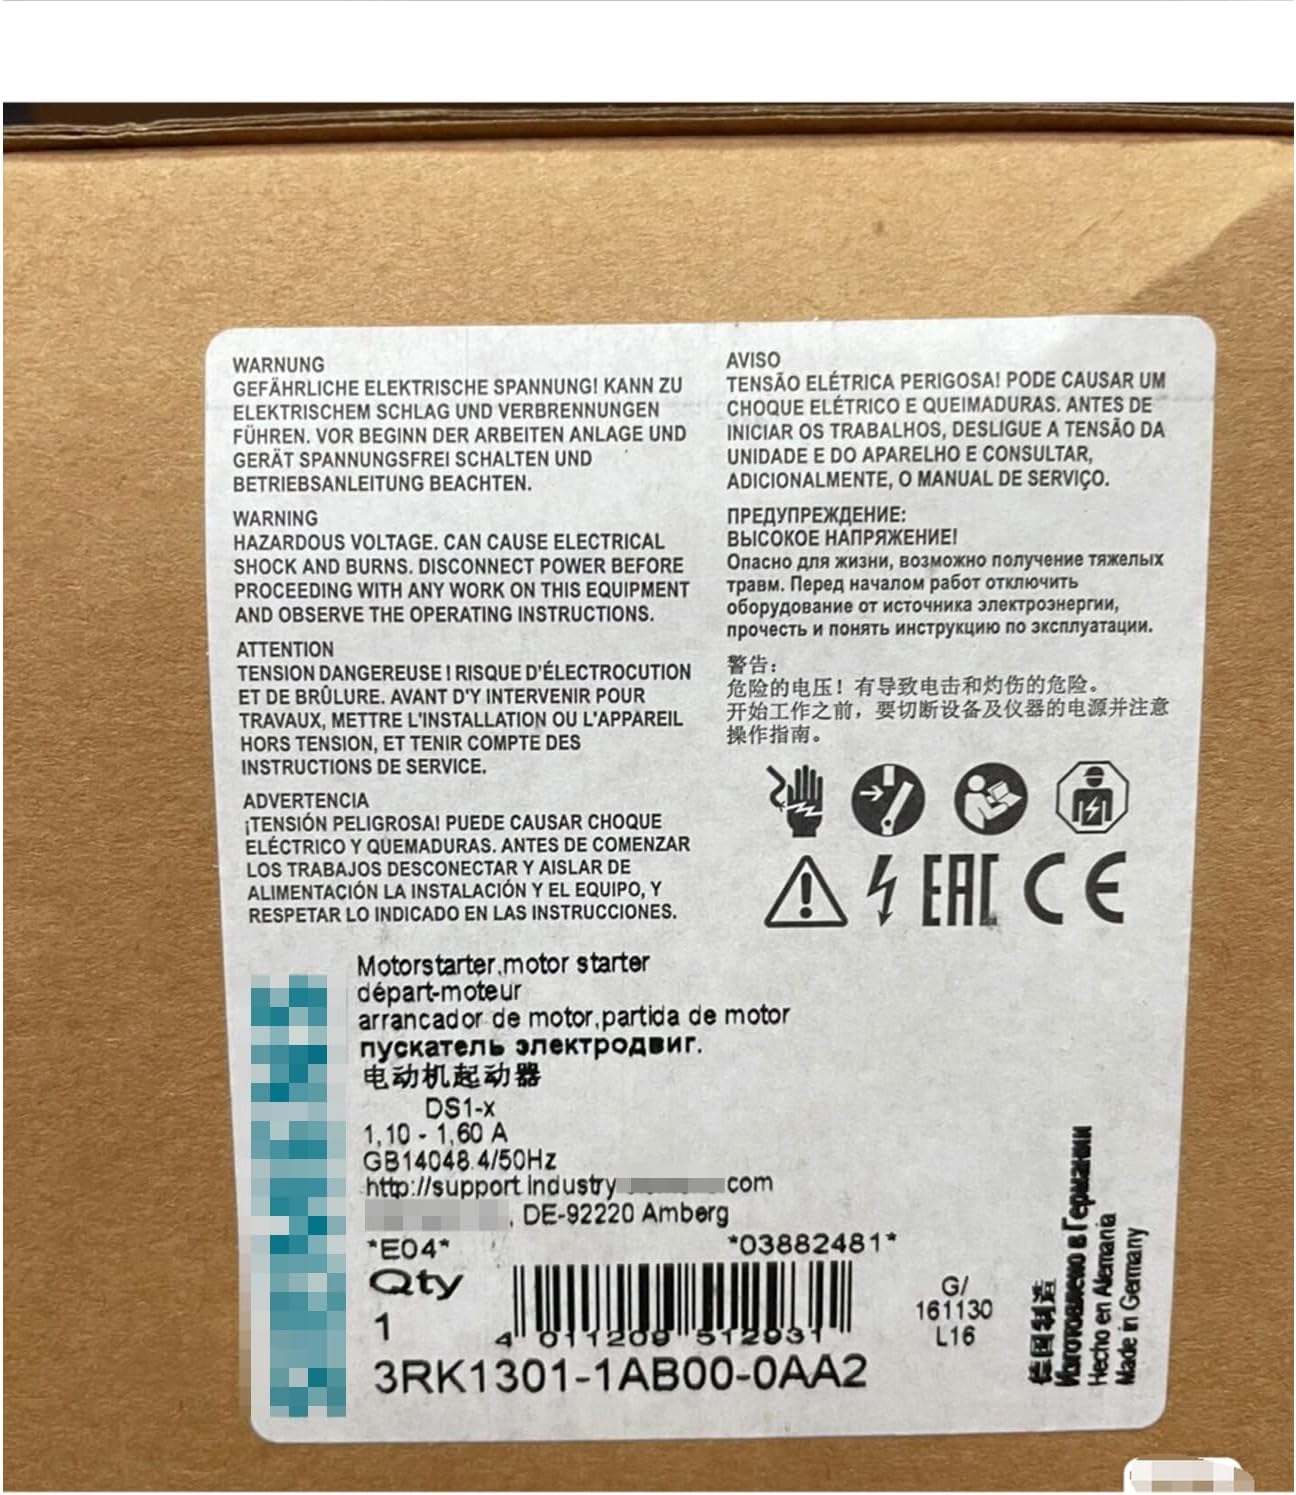 WARNUNG
GEFÄHRLICHE ELEKTRISCHE SPANNUNG! KANN ZU
ELEKTRISCHEM SCHLAG UND VERBRENNUNGEN
FÜHREN. VOR BEGINN DER ARBEITEN ANLAGE UND
GERÄT SPANNUNGSFREI SCHALTEN UND
BETRIEBSANLEITUNG BEACHTEN.
WARNING
HAZARDOUS VOLTAGE. CAN CAUSE ELECTRICAL
SHOCK AND BURNS. DISCONNECT POWER BEFORE
PROCEEDING WITH ANY WORK ON THIS EQUIPMENT
AND OBSERVE THE OPERATING INSTRUCTIONS.
ATTENTION
TENSION DANGEREUSE ! RISQUE D'ÉLECTROCUTION
ET DE BRÛLURE. AVANT D'Y INTERVENIR POUR
TRAVAUX, METTRE L'INSTALLATION OU L'APPAREIL
HORS TENSION, ET TENIR COMPTE DES
INSTRUCTIONS DE SERVICE.
ADVERTENCIA
¡TENSIÓN PELIGROSA! PUEDE CAUSAR CHOQUE
ELÉCTRICO Y QUEMADURAS. ANTES DE COMENZAR
LOS TRABAJOS DESCONECTAR Y AISLAR DE
ALIMENTACIÓN LA INSTALACIÓN Y EL EQUIPO, Y
RESPETAR LO INDICADO EN LAS INSTRUCCIONES.
AVISO
TENSÃO ELÉTRICA PERIGOSA! PODE CAUSAR UM
CHOQUE ELÉTRICO E QUEIMADURAS. ANTES DE
INICIAR OS TRABALHOS, DESLIGUE A TENSÃO DA
UNIDADE E DO APARELHO E CONSULTAR,
ADICIONALMENTE, O MANUAL DE SERVIÇO.
ПРЕДУПРЕЖДЕНИЕ:
ВЫСОКОЕ НАПРЯЖЕНИЕ!
Опасно для жизни, возможно получение тяжелых
травм. Перед началом работ отключить
оборудование от источника электроэнергии,
прочесть и понять инструкцию по эксплуатации.
警告：
危险的电压！有导致电击和灼伤的危险。
开始工作之前，要切断设备及仪器的电源并注意
操作指南。
EAC CE
Motorstarter,motor starter
départ-moteur
arrancador de motor,partida de motor
пускатель электродвиг.
电动机起动器
DS1-x
1,10 - 1,60 A
GB14048.4/50Hz
http://support.industry com
, DE-92220 Amberg
*E04* *03882481*
Qty
1
4 011209 512931
3RK1301-1AB00-0AA2
G/
161130
L16
德国制造
Изготовлено в Германии
Hecho en Alemania
Made in Germany